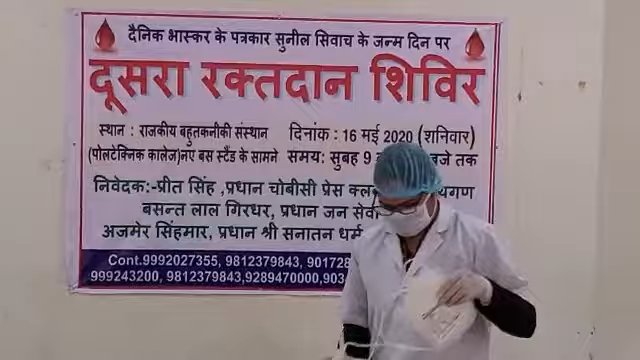 दैनिक भास्कर के पत्रकार सुनील सिवाच के जन्म दिन पर
दूसरा रक्तदान शिविर
स्थान : राजकीय बहुतकनीकी संस्थान दिनांक : 16 मई 2020 (शनिवार)
(पोलटेक्निक कालेज) नए बस स्टैंड के सामने समय: सुबह 9 बजे तक
निवेदक:-प्रीत सिंह ,प्रधान चौबीसी प्रेस
बसन्त लाल गिरधर, प्रधान जन
अजमेर सिंहमार, प्रधान श्री सनातन धर्म
Cont.9992027355, 9812379843,
999243200, 9812379843,9289470000,